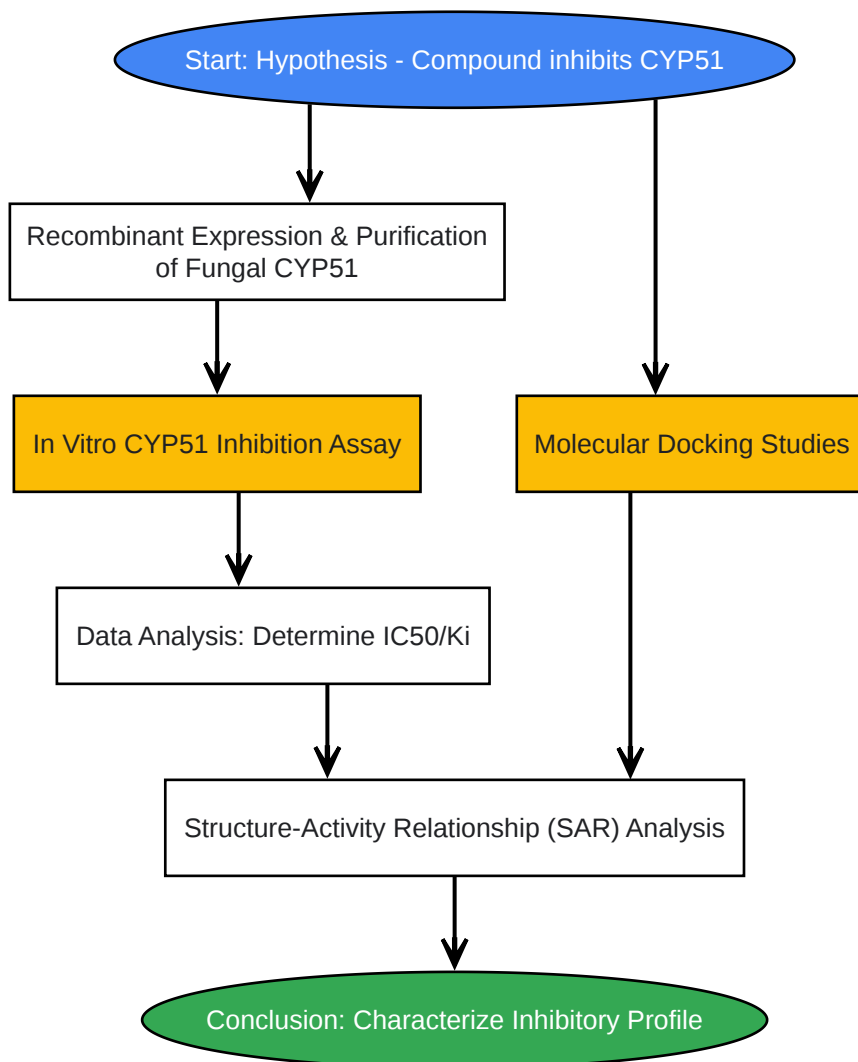 Start: Hypothesis - Compound inhibits CYP51
Recombinant Expression & Purification
of Fungal CYP51
In Vitro CYP51 Inhibition Assay
Molecular Docking Studies
Data Analysis: Determine IC50/Ki
Structure-Activity Relationship (SAR) Analysis
Conclusion: Characterize Inhibitory Profile